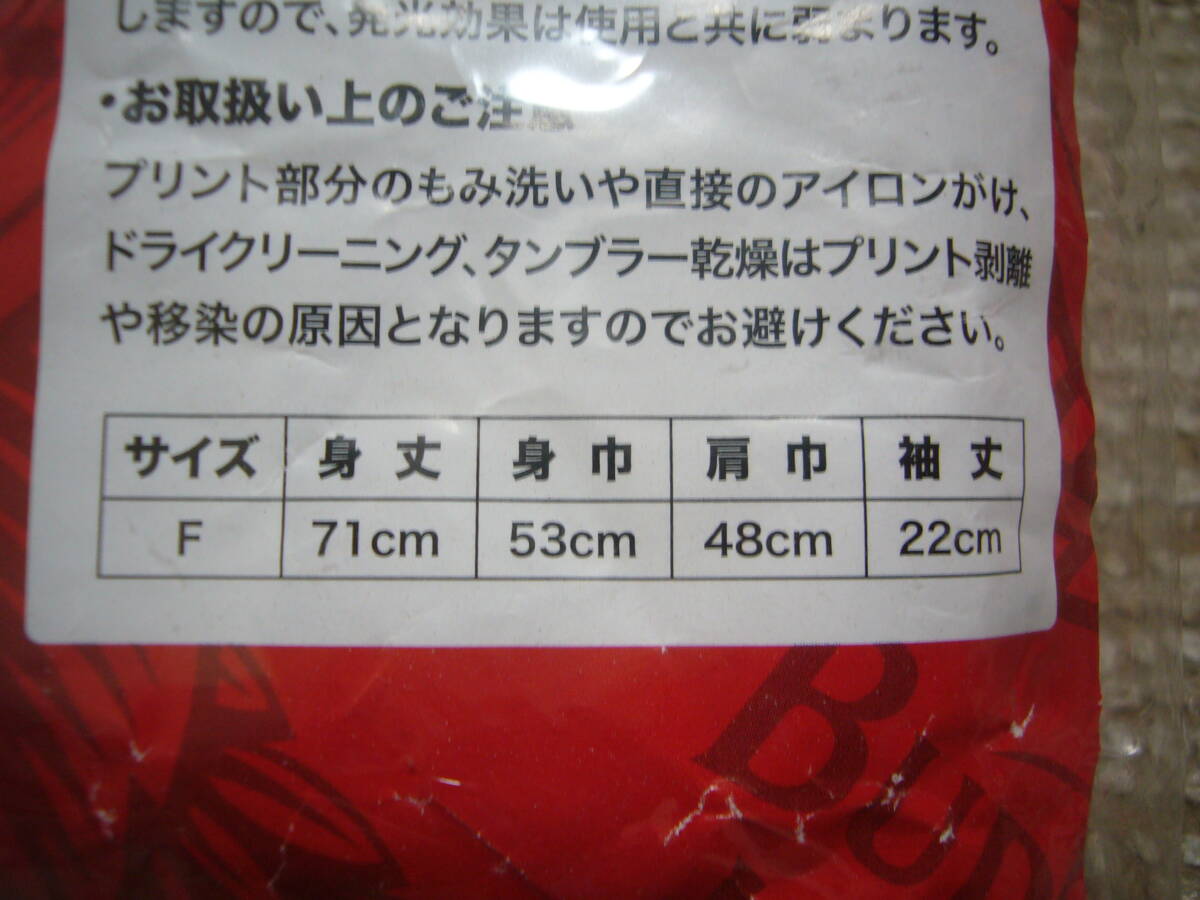 しますので、発光効果は使用と共に弱まります。
・お取扱い上のご注意
プリント部分のもみ洗いや直接のアイロンがけ、
ドライクリーニング、タンブラー乾燥はプリント剥離
や移染の原因となりますのでお避けください。
サイズ 身丈 身巾 肩巾 袖丈
F 71cm 53cm 48cm 22cm